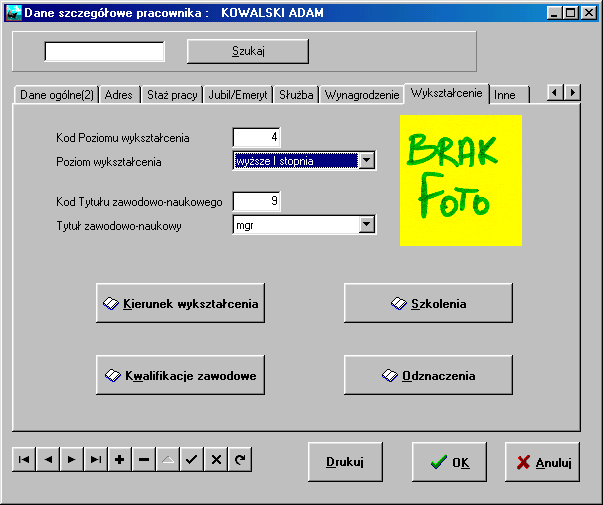 Dane szczegółowe pracownika : KOWALSKI ADAM
Szukaj
Dane ogólne(2) Adres Staż pracy Jubil/Emeryt Służba Wynagrodzenie Wykształcenie Inne
Kod Poziomu wykształcenia 4
Poziom wykształcenia wyższe I stopnia
Kod Tytułu zawodowo-naukowego 9
Tytuł zawodowo-naukowy mgr
BRAK
FOTO
Kierunek wykształcenia Szkolenia
Kwalifikacje zawodowe Odznaczenia
Drukuj OK Anuluj